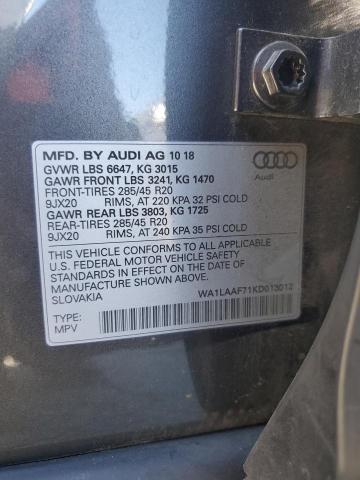 MFD. BY AUDI AG 10 18
GVWR LBS 6647, KG 3015
GAWR FRONT LBS 3241, KG 1470
FRONT-TIRES 285/45 R20
9JX20 RIMS, AT 220 KPA 32 PSI COLD
GAWR REAR LBS 3803, KG 1725
REAR-TIRES 285/45 R20
9JX20 RIMS, AT 240 KPA 35 PSI COLD
THIS VEHICLE CONFORMS TO ALL APPLICABLE
U.S. FEDERAL MOTOR VEHICLE SAFETY
STANDARDS IN EFFECT ON THE DATE OF
MANUFACTURE SHOWN ABOVE.
SLOVAKIA
WA1LAAF71KD013012
TYPE:
MPV
Audi